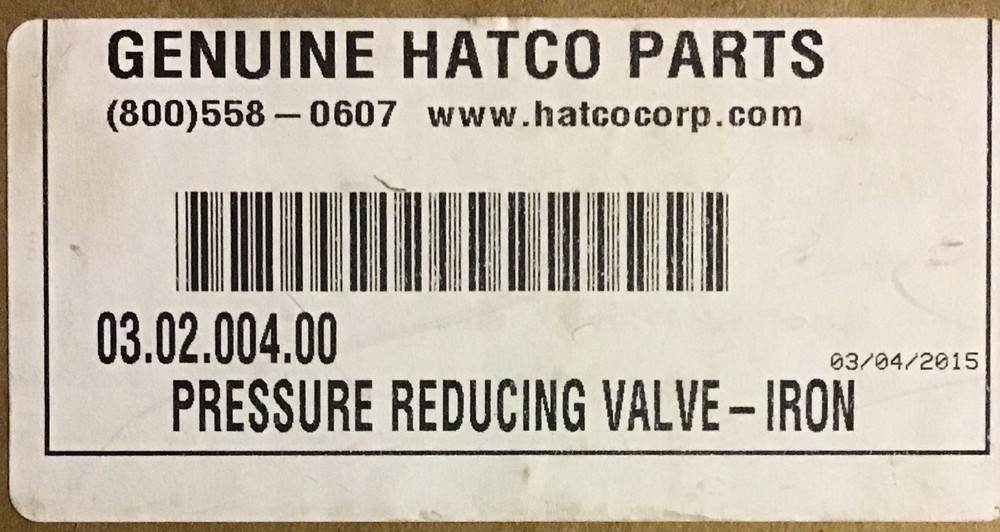 GENUINE HATCO PARTS
(800)558-0607 www.hatcocorp.com
03.02.004.00
03/04/2015
PRESSURE REDUCING VALVE-IRON